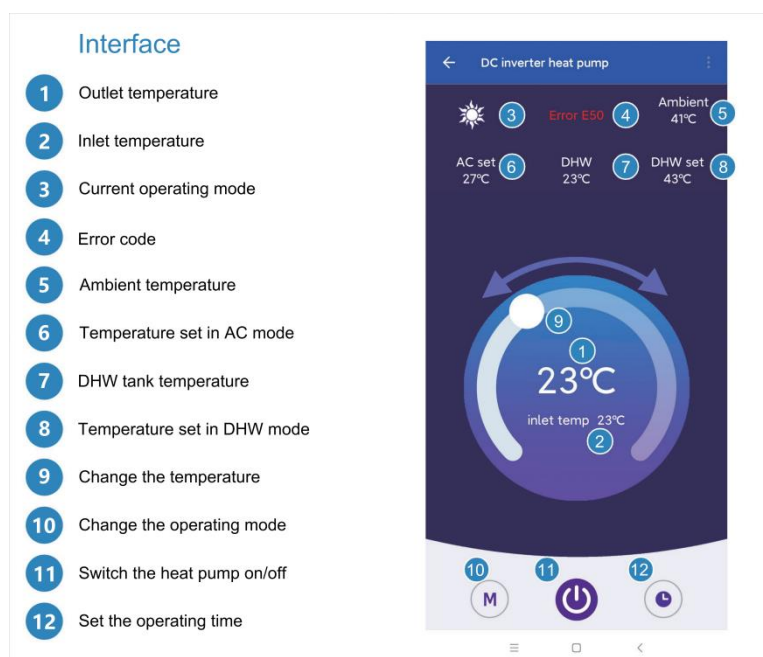 Interface
1 Outlet temperature
2 Inlet temperature
3 Current operating mode
4 Error code
5 Ambient temperature
6 Temperature set in AC mode
7 DHW tank temperature
8 Temperature set in DHW mode
9 Change the temperature
10 Change the operating mode
11 Switch the heat pump on/off
12 Set the operating time
DC inverter heat pump
3 Error E50 4 Ambient 5
41℃
AC set 6 DHW 7 DHW set 8
27℃ 23℃ 43℃
9
1
23℃
inlet temp 23℃
2
10 11 12
M